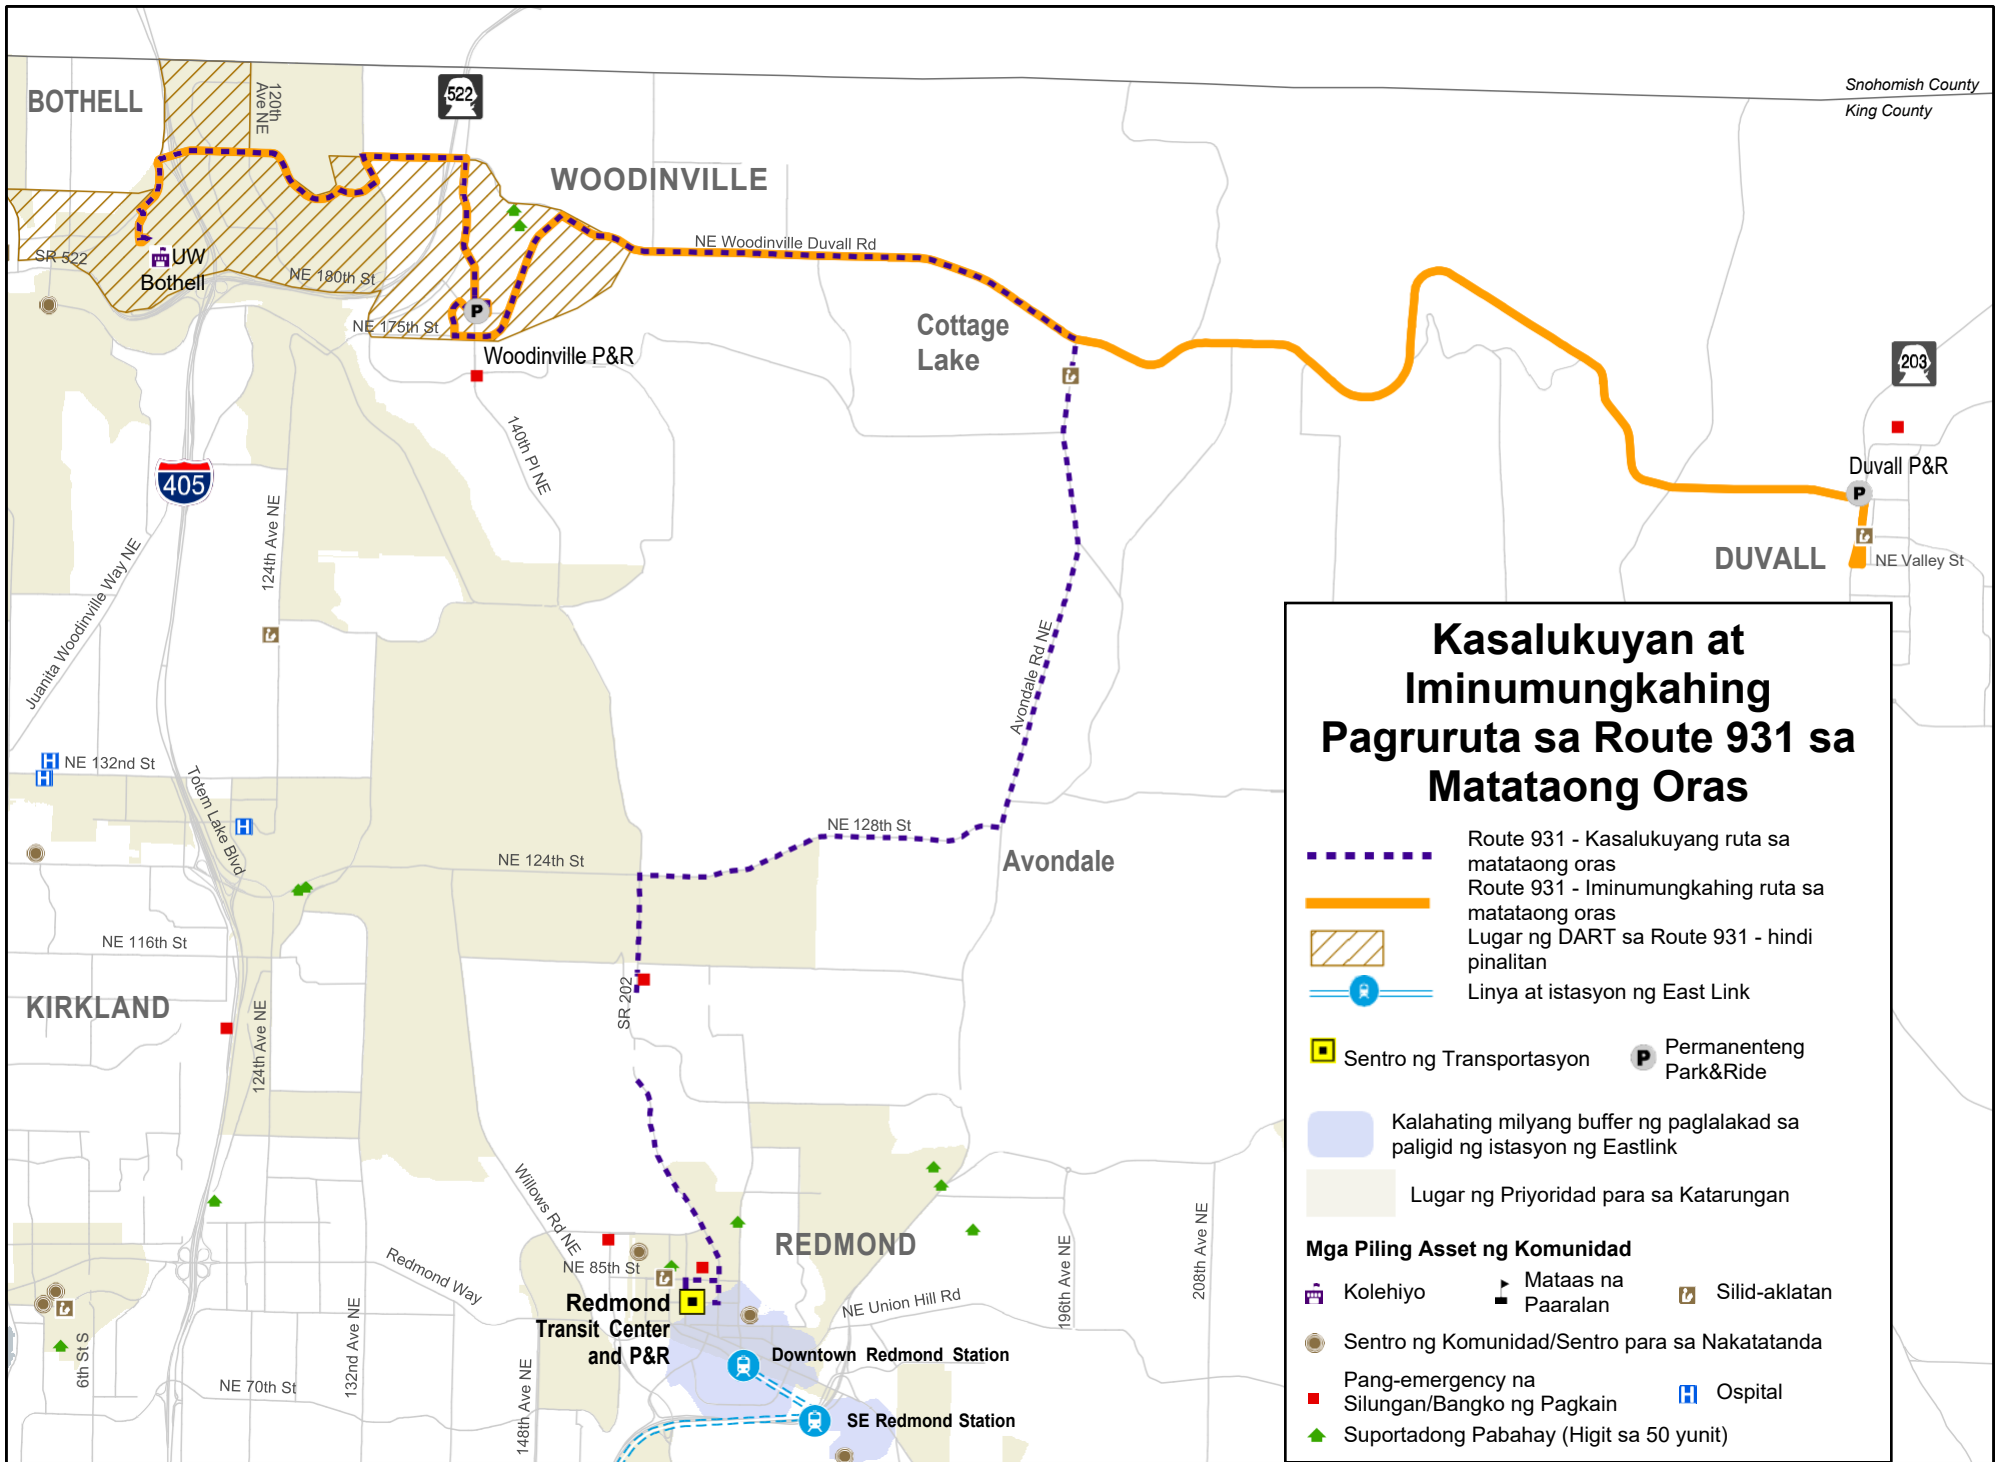 Snohomish County
King County
BOTHELL
120th
Ave NE
522
WOODINVILLE
SR 522
UW
Bothell
NE 180th St
NE Woodinville Duvall Rd
NE 175th St
P
Woodinville P&R
Cottage
Lake
203
140th Pl NE
405
Duvall P&R
P
DUVALL
NE Valley St
124th Ave NE
Juanita Woodinville Way NE
Avondale Rd NE
H
H
NE 132nd St
Totem Lake Blvd
H
NE 128th St
NE 124th St
Avondale
NE 116th St
SR 202
KIRKLAND
124th Ave NE
Willows Rd NE
REDMOND
NE 85th St
Redmond Way
196th Ave NE
208th Ave NE
NE Union Hill Rd
Redmond
Transit Center
and P&R
Downtown Redmond Station
SE Redmond Station
6th St S
NE 70th St
132nd Ave NE
148th Ave NE
Kasalukuyan at
Iminumungkahing
Pagruruta sa Route 931 sa
Matataong Oras
Route 931 - Kasalukuyang ruta sa
matataong oras
Route 931 - Iminumungkahing ruta sa
matataong oras
Lugar ng DART sa Route 931 - hindi
pinalitan
Linya at istasyon ng East Link
Sentro ng Transportasyon
P
Permanenteng
Park&Ride
Kalahating milyang buffer ng paglalakad sa
paligid ng istasyon ng Eastlink
Lugar ng Priyoridad para sa Katarungan
Mga Piling Asset ng Komunidad
Kolehiyo
Mataas na
Paaralan
Silid-aklatan
Sentro ng Komunidad/Sentro para sa Nakatatanda
Pang-emergency na
Silungan/Bangko ng Pagkain
H
Ospital
Suportadong Pabahay (Higit sa 50 yunit)